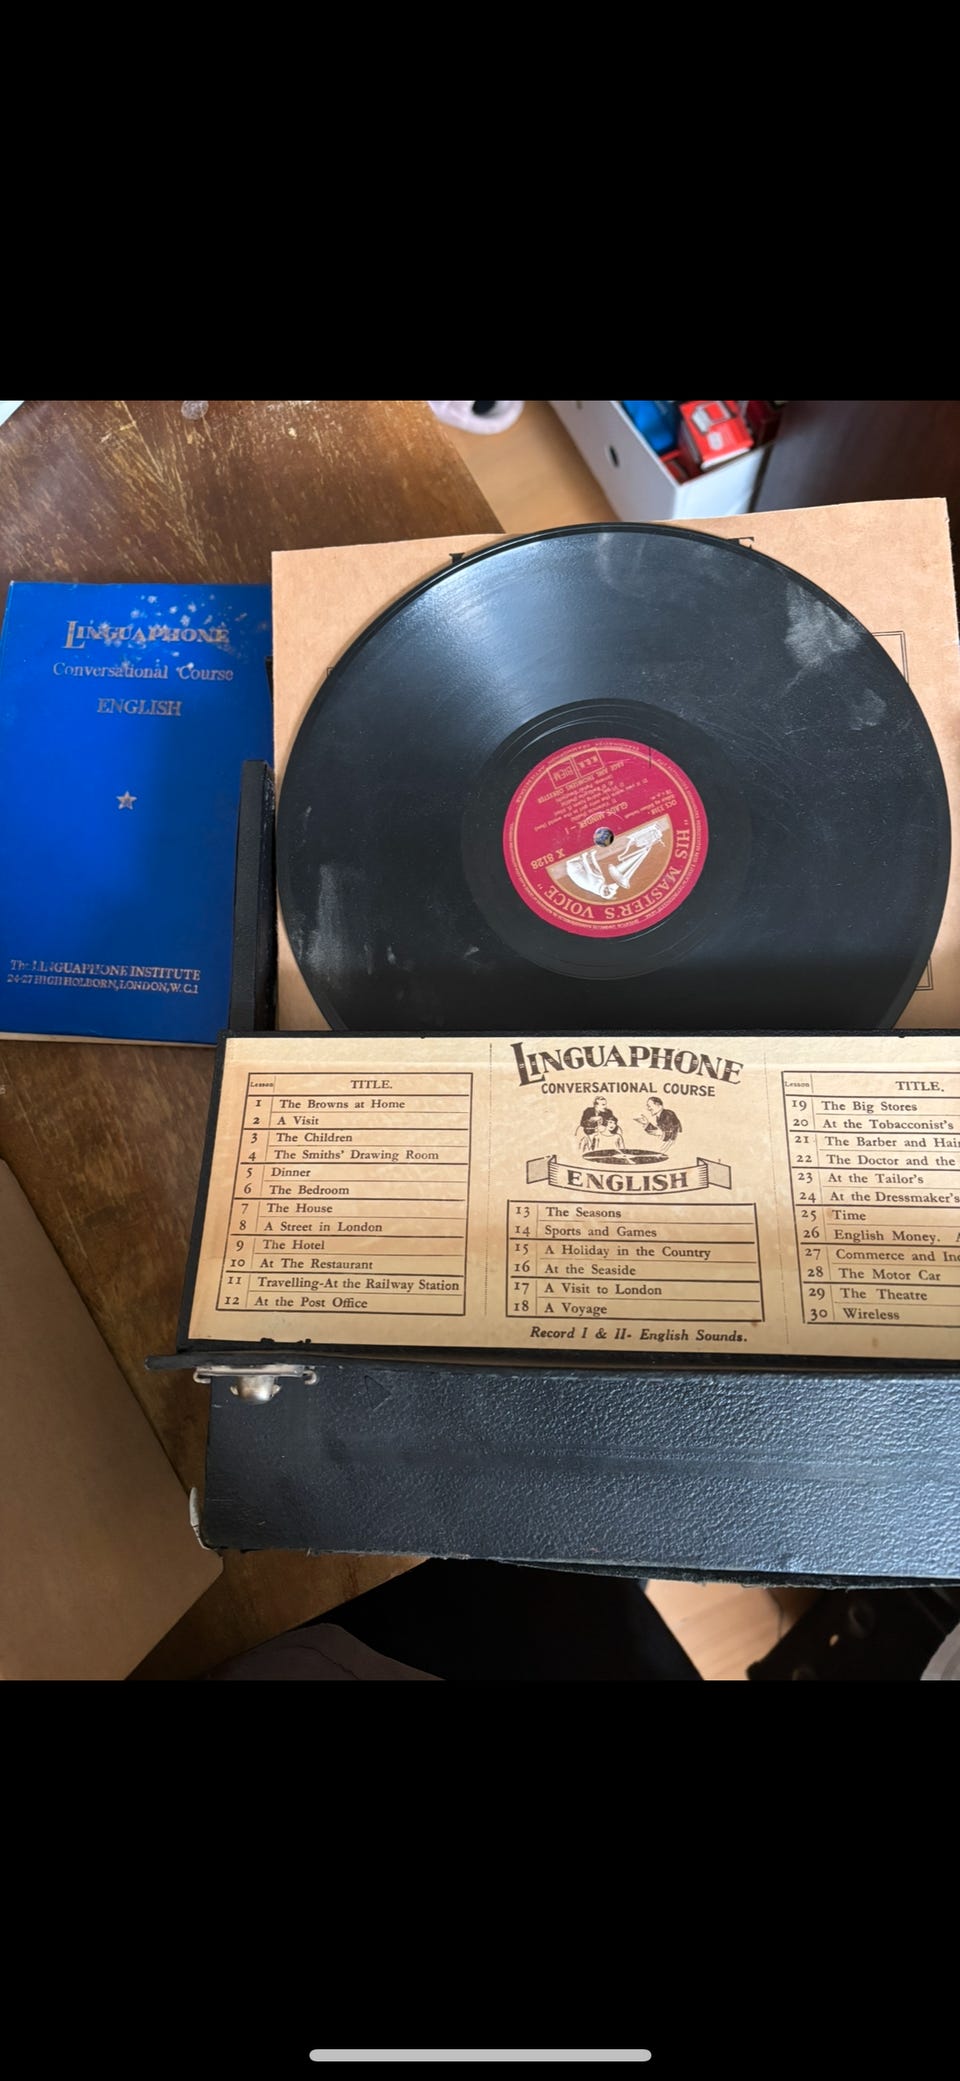 LINGUAPHONE
Conversational Course
ENGLISH
The LINGUAPHONE INSTITUTE
24-27 HIGH HOLBORN, LONDON, W.C.1
"HIS MASTER'S VOICE"
X 8128
GLADE MINDER - I
LINGUAPHONE
CONVERSATIONAL COURSE
ENGLISH
Lesson TITLE.
1 The Browns at Home
2 A Visit
3 The Children
4 The Smiths' Drawing Room
5 Dinner
6 The Bedroom
7 The House
8 A Street in London
9 The Hotel
10 At The Restaurant
11 Travelling-At the Railway Station
12 At the Post Office
13 The Seasons
14 Sports and Games
15 A Holiday in the Country
16 At the Seaside
17 A Visit to London
18 A Voyage
Record I & II- English Sounds.
Lesson TITLE.
19 The Big Stores
20 At the Tobacconist's
21 The Barber and Hai
22 The Doctor and the
23 At the Tailor's
24 At the Dressmaker's
25 Time
26 English Money. A
27 Commerce and Ind
28 The Motor Car
29 The Theatre
30 Wireless